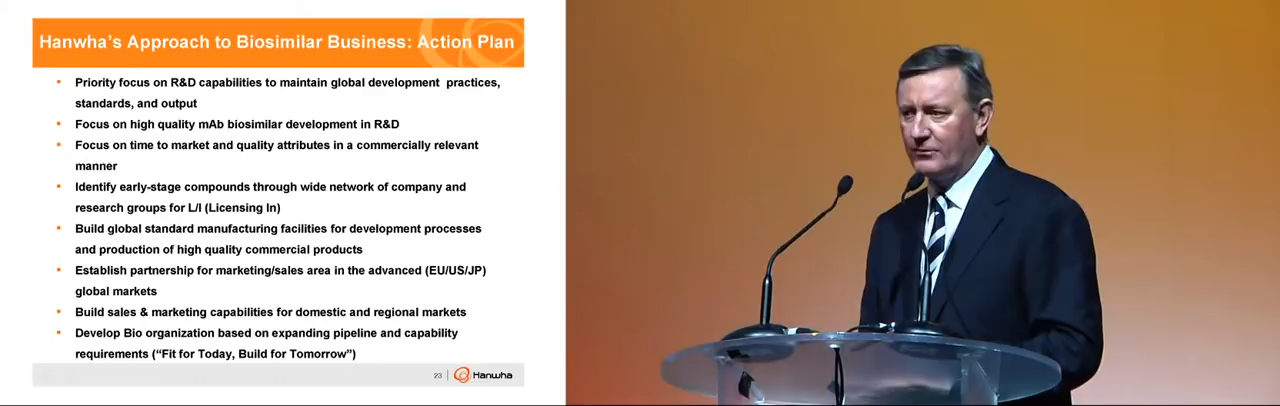 Hanwha's Approach to Biosimilar Business: Action Plan
Priority focus on R&D capabilities to maintain global development practices,
standards, and output
Focus on high quality mAb biosimilar development in R&D
Focus on time to market and quality attributes in a commercially relevant
manner
Identify early-stage compounds through wide network of company and
research groups for L/I (Licensing In)
Build global standard manufacturing facilities for development processes
and production of high quality commercial products
Establish partnership for marketing/sales area in the advanced (EU/US/JP)
global markets
Build sales & marketing capabilities for domestic and regional markets
Develop Bio organization based on expanding pipeline and capability
requirements (“Fit for Today, Build for Tomorrow”)
23
Hanwha